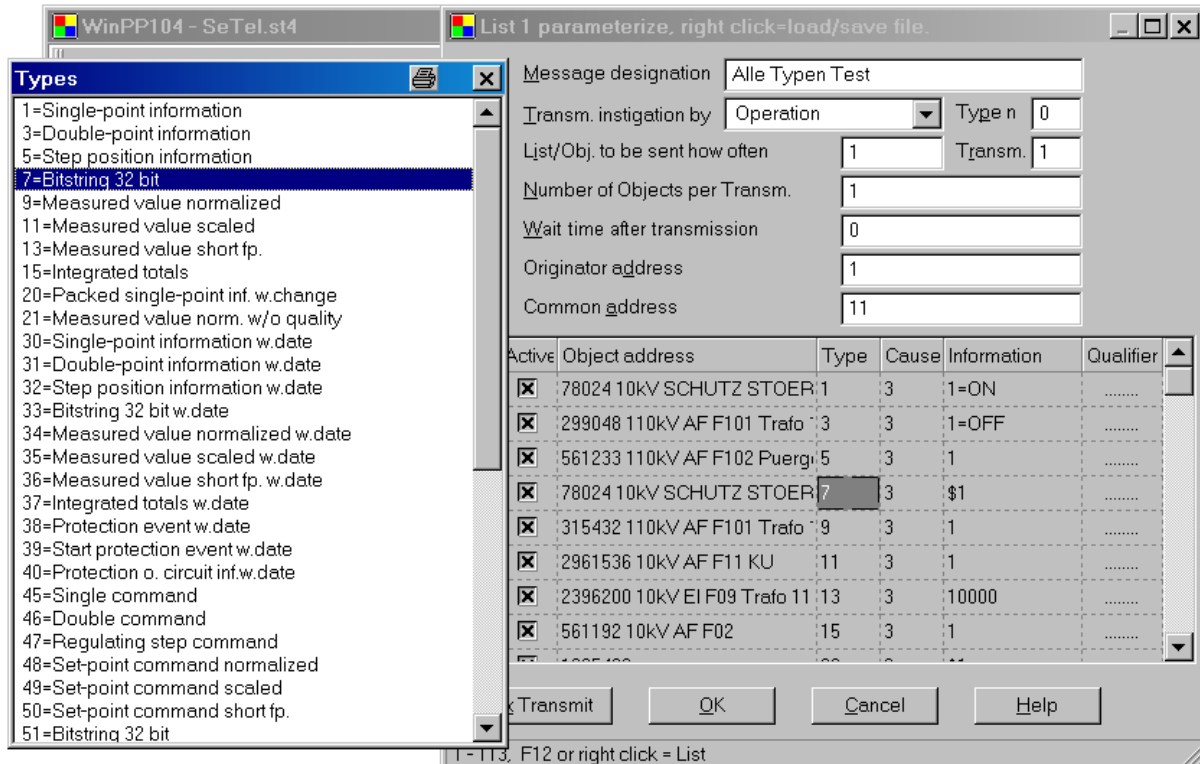 WinPP104 - SeTel.st4
List 1 parameterize, right click=load/save file.
Types
1=Single-point information
3=Double-point information
5=Step position information
7=Bitstring 32 bit
9=Measured value normalized
11=Measured value scaled
13=Measured value short fp.
15=Integrated totals
20=Packed single-point inf. w.change
21=Measured value norm. w/o quality
30=Single-point information w.date
31=Double-point information w.date
32=Step position information w.date
33=Bitstring 32 bit w.date
34=Measured value normalized w.date
35=Measured value scaled w.date
36=Measured value short fp. w.date
37=Integrated totals w.date
38=Protection event w.date
39=Start protection event w.date
40=Protection o. circuit inf.w.date
45=Single command
46=Double command
47=Regulating step command
48=Set-point command normalized
49=Set-point command scaled
50=Set-point command short fp.
51=Bitstring 32 bit
Message designation Alle Typen Test
Transm. instigation by Operation Type n 0
List/Obj. to be sent how often 1 Transm. 1
Number of Objects per Transm. 1
Wait time after transmission 0
Originator address 1
Common address 11
Active Object address Type Cause Information Qualifier
78024 10kV SCHUTZ STOER 1 3 1=ON ........
299048 110kV AF F101 Trafo 3 3 1=OFF ........
561233 110kV AF F102 Puerg 5 3 1 ........
78024 10kV SCHUTZ STOER 7 3 $1 ........
315432 110kV AF F101 Trafo 9 3 1 ........
2961536 10kV AF F11 KU 11 3 1 ........
2396200 10kV EI F09 Trafo 11 13 3 10000 ........
561192 10kV AF F02 15 3 1 ........
Transmit OK Cancel Help
1 - 113, F12 or right click = List